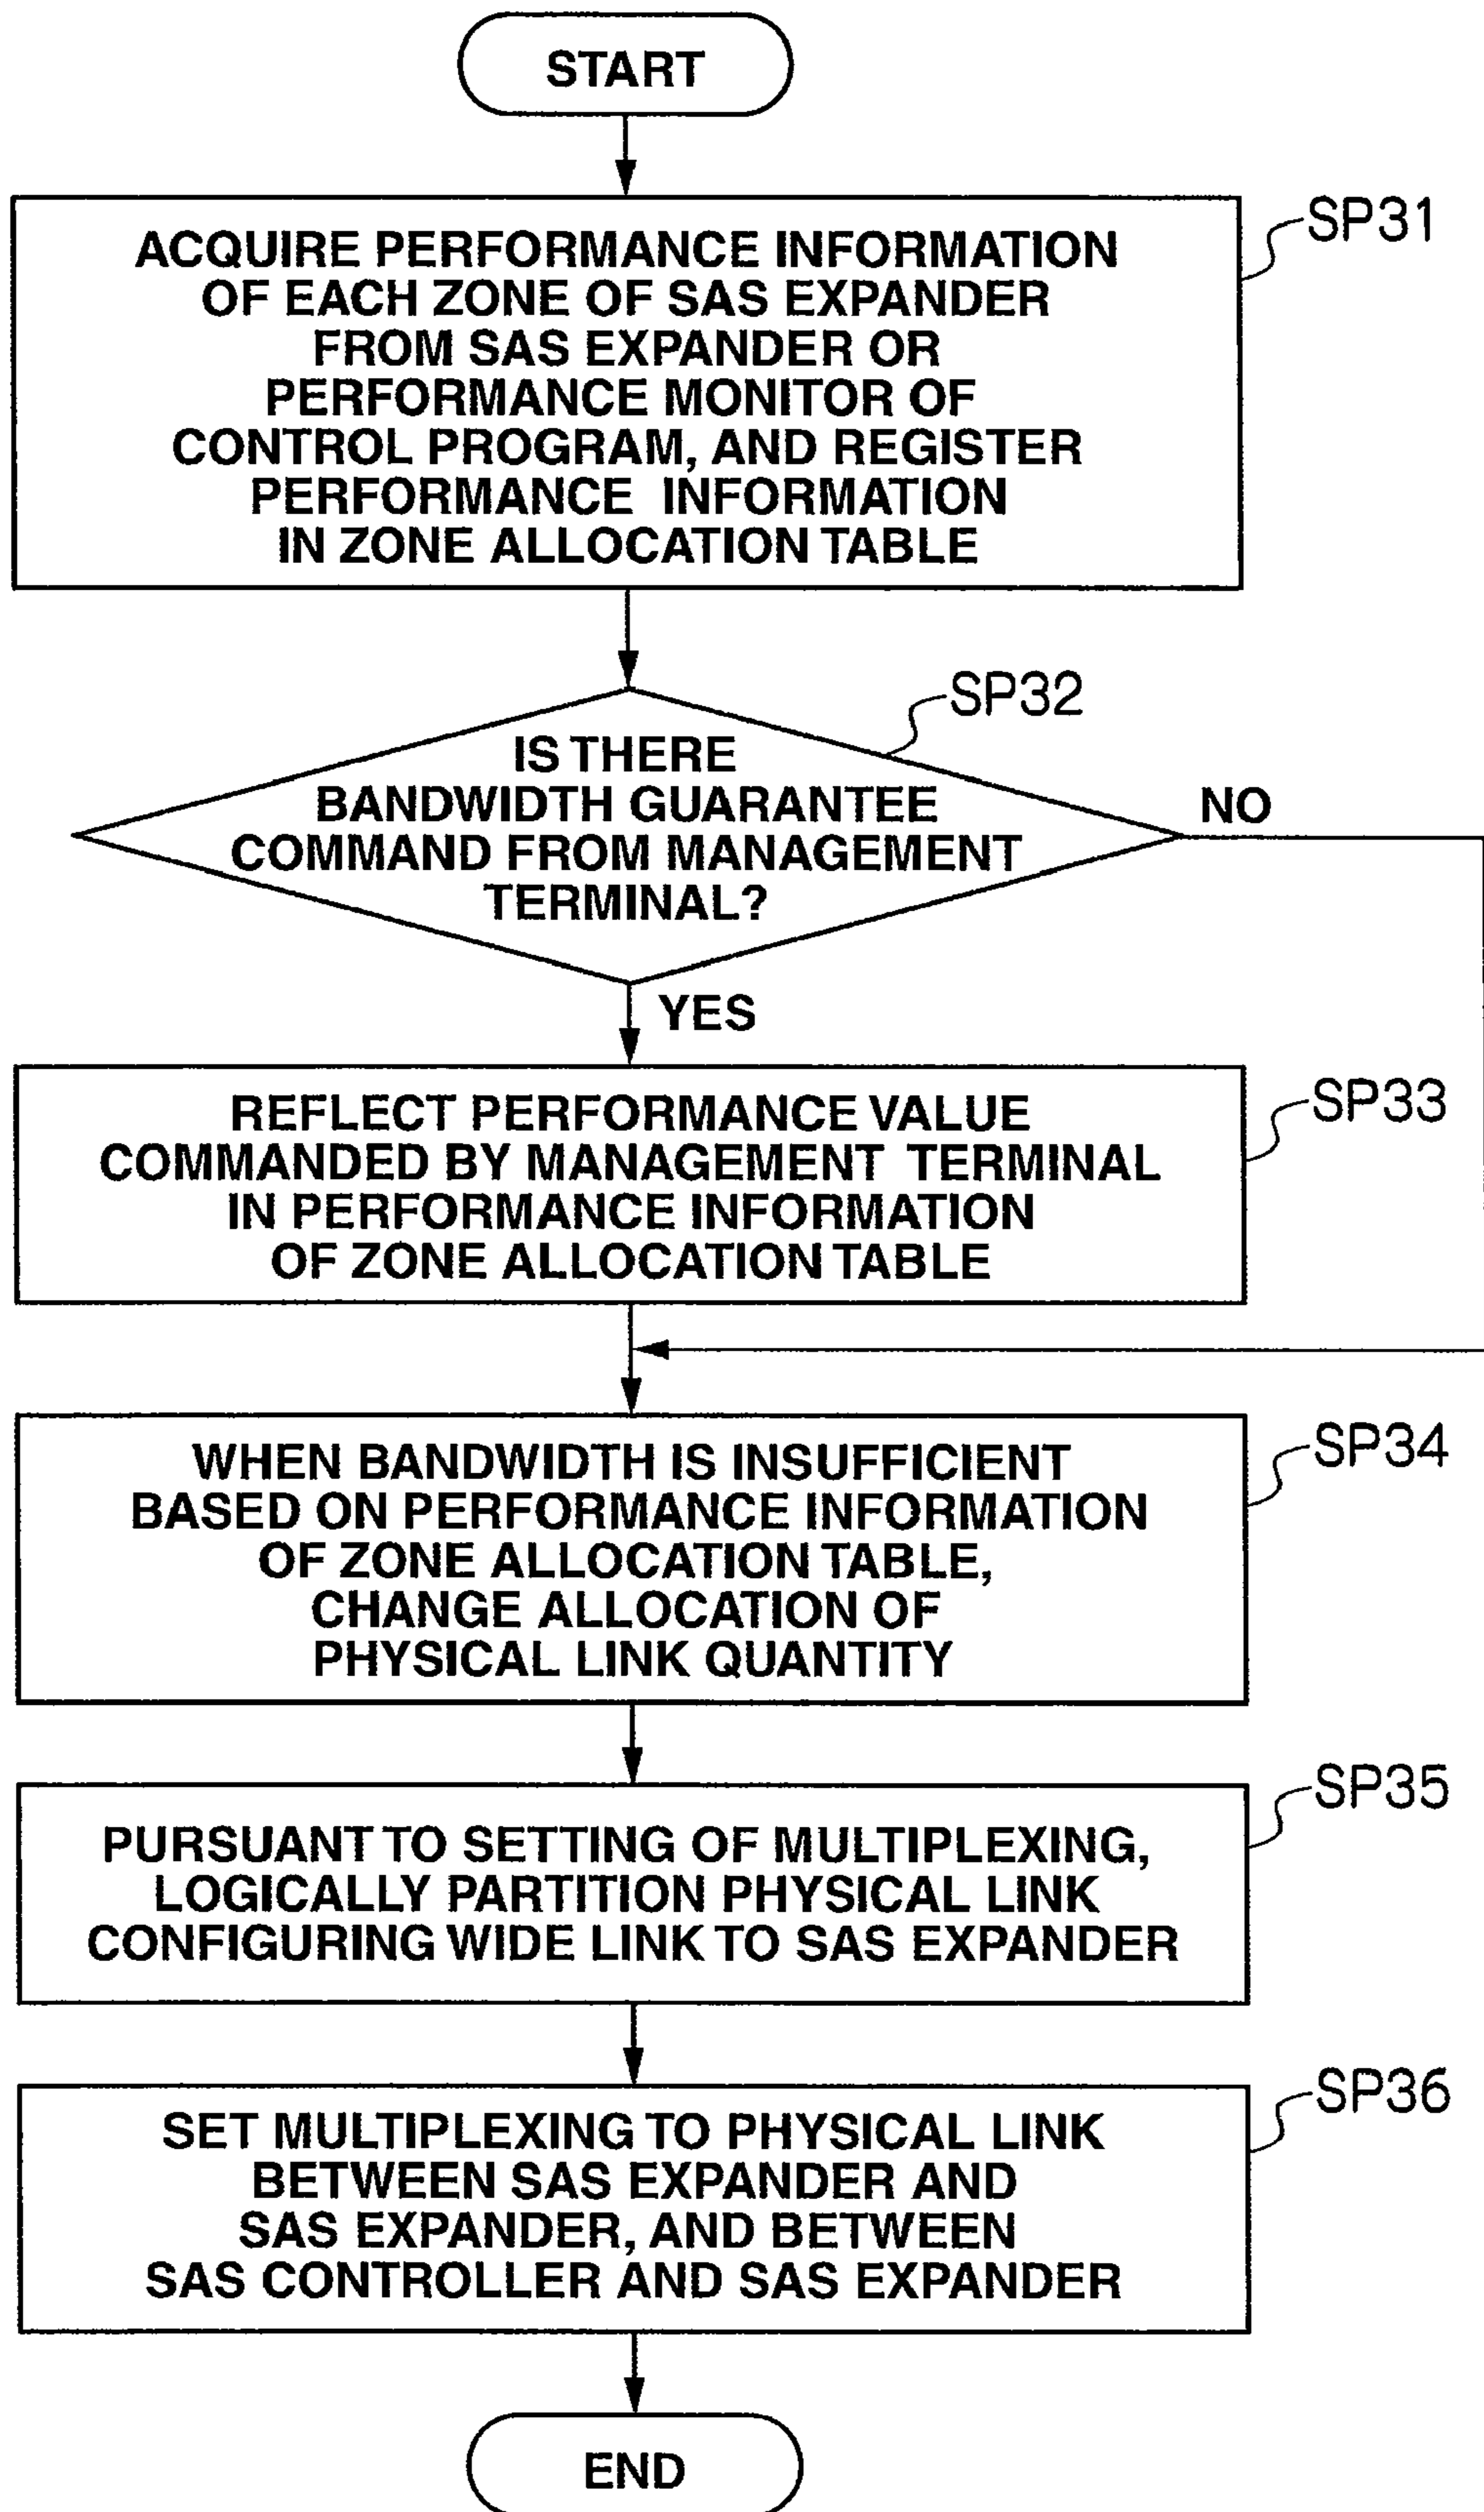 START
SP31
ACQUIRE PERFORMANCE INFORMATION
OF EACH ZONE OF SAS EXPANDER
FROM SAS EXPANDER OR
PERFORMANCE MONITOR OF
CONTROL PROGRAM, AND REGISTER
PERFORMANCE INFORMATION
IN ZONE ALLOCATION TABLE
SP32
IS THERE
BANDWIDTH GUARANTEE
COMMAND FROM MANAGEMENT
TERMINAL?
NO
YES
SP33
REFLECT PERFORMANCE VALUE
COMMANDED BY MANAGEMENT TERMINAL
IN PERFORMANCE INFORMATION
OF ZONE ALLOCATION TABLE
SP34
WHEN BANDWIDTH IS INSUFFICIENT
BASED ON PERFORMANCE INFORMATION
OF ZONE ALLOCATION TABLE,
CHANGE ALLOCATION OF
PHYSICAL LINK QUANTITY
SP35
PURSUANT TO SETTING OF MULTIPLEXING,
LOGICALLY PARTITION PHYSICAL LINK
CONFIGURING WIDE LINK TO SAS EXPANDER
SP36
SET MULTIPLEXING TO PHYSICAL LINK
BETWEEN SAS EXPANDER AND
SAS EXPANDER, AND BETWEEN
SAS CONTROLLER AND SAS EXPANDER
END